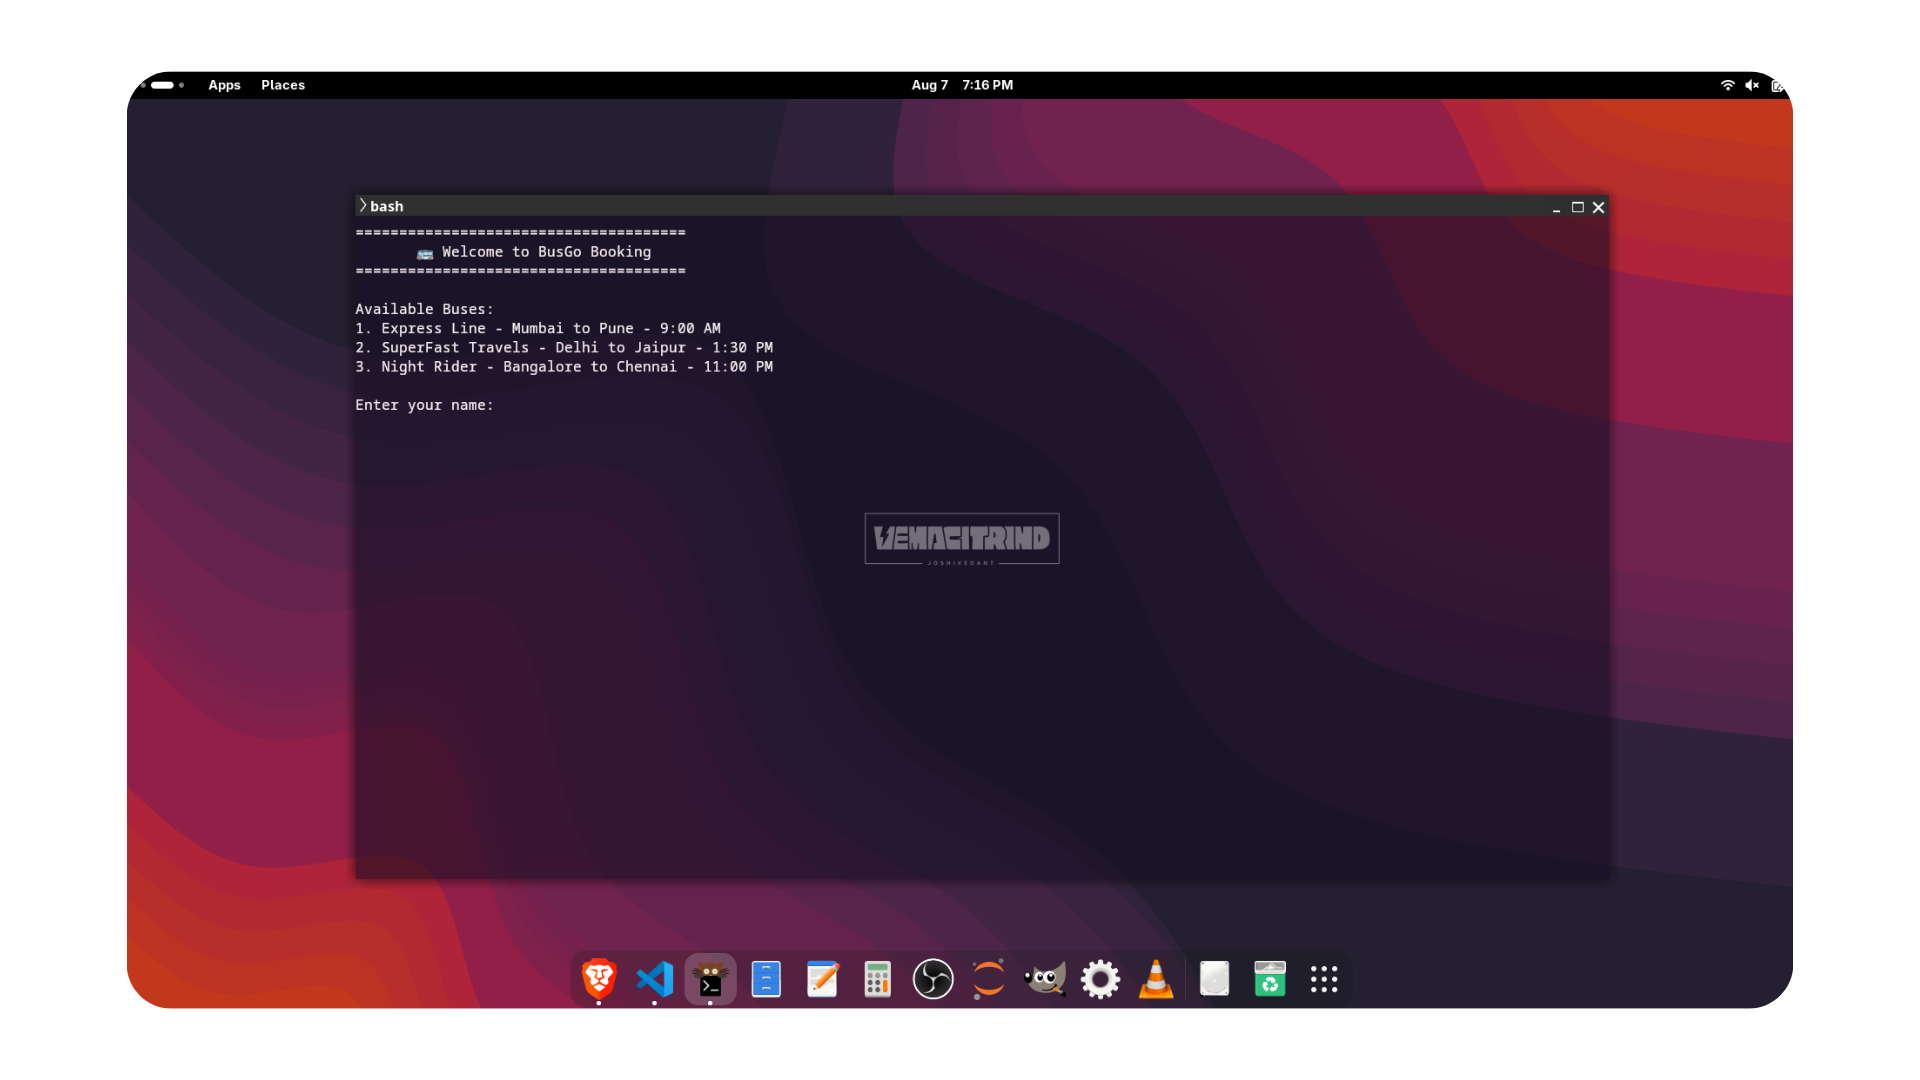 Apps Places Aug 7 7:16 PM
bash
======================================
Welcome to BusGo Booking
======================================
Available Buses:
1. Express Line - Mumbai to Pune - 9:00 AM
2. SuperFast Travels - Delhi to Jaipur - 1:30 PM
3. Night Rider - Bangalore to Chennai - 11:00 PM
Enter your name:
VEMACITRIND
JOSHIVEDANT